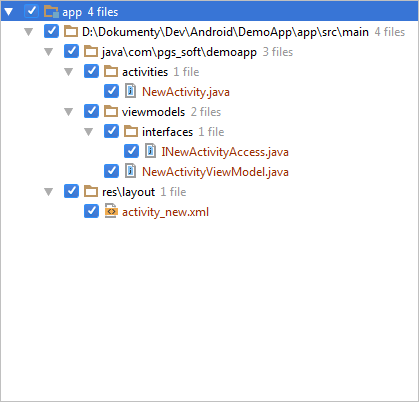 app 4 files
D:\Dokumenty\Dev\Android\DemoApp\app\src\main 4 files
java\com\pgs_soft\demoapp 3 files
activities 1 file
NewActivity.java
viewmodels 2 files
interfaces 1 file
INewActivityAccess.java
NewActivityViewModel.java
res\layout 1 file
activity_new.xml